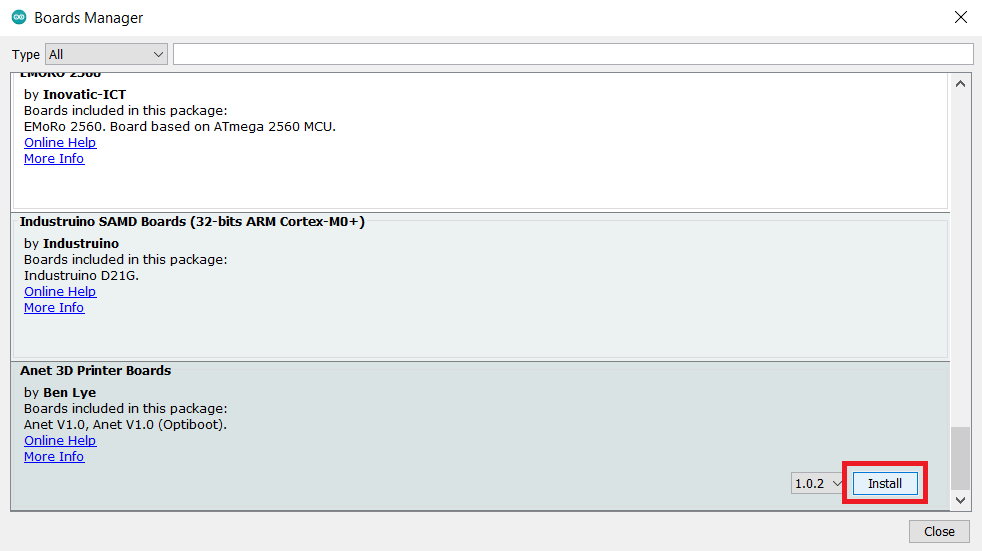 Boards Manager
Type All
EMoRo 2560
by Inovatic-ICT
Boards included in this package:
EMoRo 2560. Board based on ATmega 2560 MCU.
Online Help
More Info
Industruino SAMD Boards (32-bits ARM Cortex-M0+)
by Industruino
Boards included in this package:
Industruino D21G.
Online Help
More Info
Anet 3D Printer Boards
by Ben Lye
Boards included in this package:
Anet V1.0, Anet V1.0 (Optiboot).
Online Help
More Info
1.0.2 Install
Close